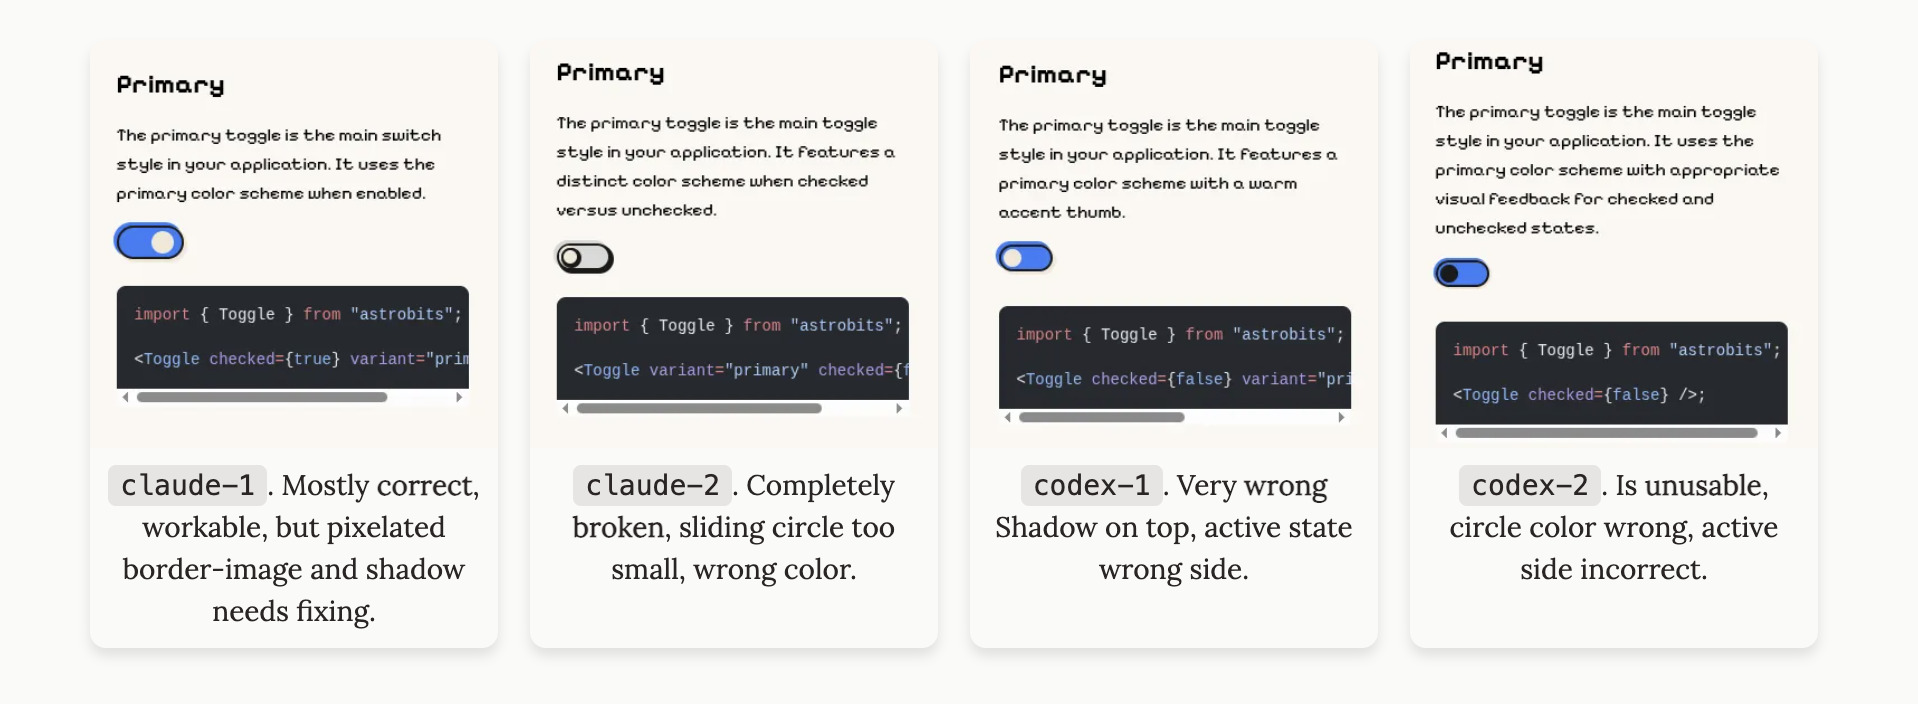 Primary
The primary toggle is the main switch
style in your application. It uses the
primary color scheme when enabled.
import { Toggle } from "astrobits";
<Toggle checked={true} variant="prim
claude-1. Mostly correct,
workable, but pixelated
border-image and shadow
needs fixing.
Primary
The primary toggle is the main toggle
style in your application. It features a
distinct color scheme when checked
versus unchecked.
import { Toggle } from "astrobits";
<Toggle variant="primary" checked={f
claude-2. Completely
broken, sliding circle too
small, wrong color.
Primary
The primary toggle is the main toggle
style in your application. It features a
primary color scheme with a warm
accent thumb.
import { Toggle } from "astrobits";
<Toggle checked={false} variant="pri
codex-1. Very wrong
Shadow on top, active state
wrong side.
Primary
The primary toggle is the main toggle
style in your application. It uses the
primary color scheme with appropriate
visual feedback for checked and
unchecked states.
import { Toggle } from "astrobits";
<Toggle checked={false} />;
codex-2. Is unusable,
circle color wrong, active
side incorrect.